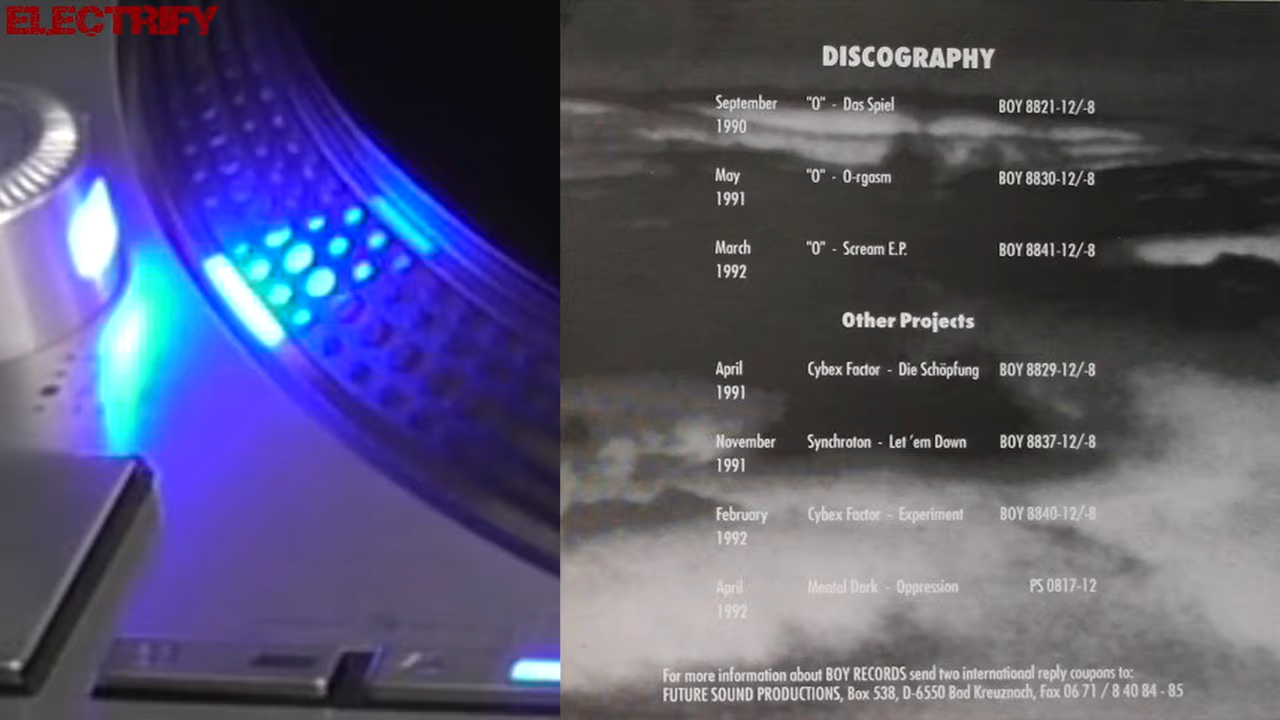 ELECTRIFY
DISCOGRAPHY
September "O" - Das Spiel BOY 8821-12/-8
1990
May "O" - O-rgasm BOY 8830-12/-8
1991
March "O" - Scream E.P. BOY 8841-12/-8
1992
Other Projects
April Cybex Factor - Die Schöpfung BOY 8829-12/-8
1991
November Synchroton - Let 'em Down BOY 8837-12/-8
1991
February Cybex Factor - Experiment BOY 8840-12/-8
1992
April Mental Dark - Oppression PS 0817-12
1992
For more information about BOY RECORDS send two international reply coupons to:
FUTURE SOUND PRODUCTIONS, Box 538, D-6550 Bad Kreuznach, Fax 06 71 / 8 40 84 - 85